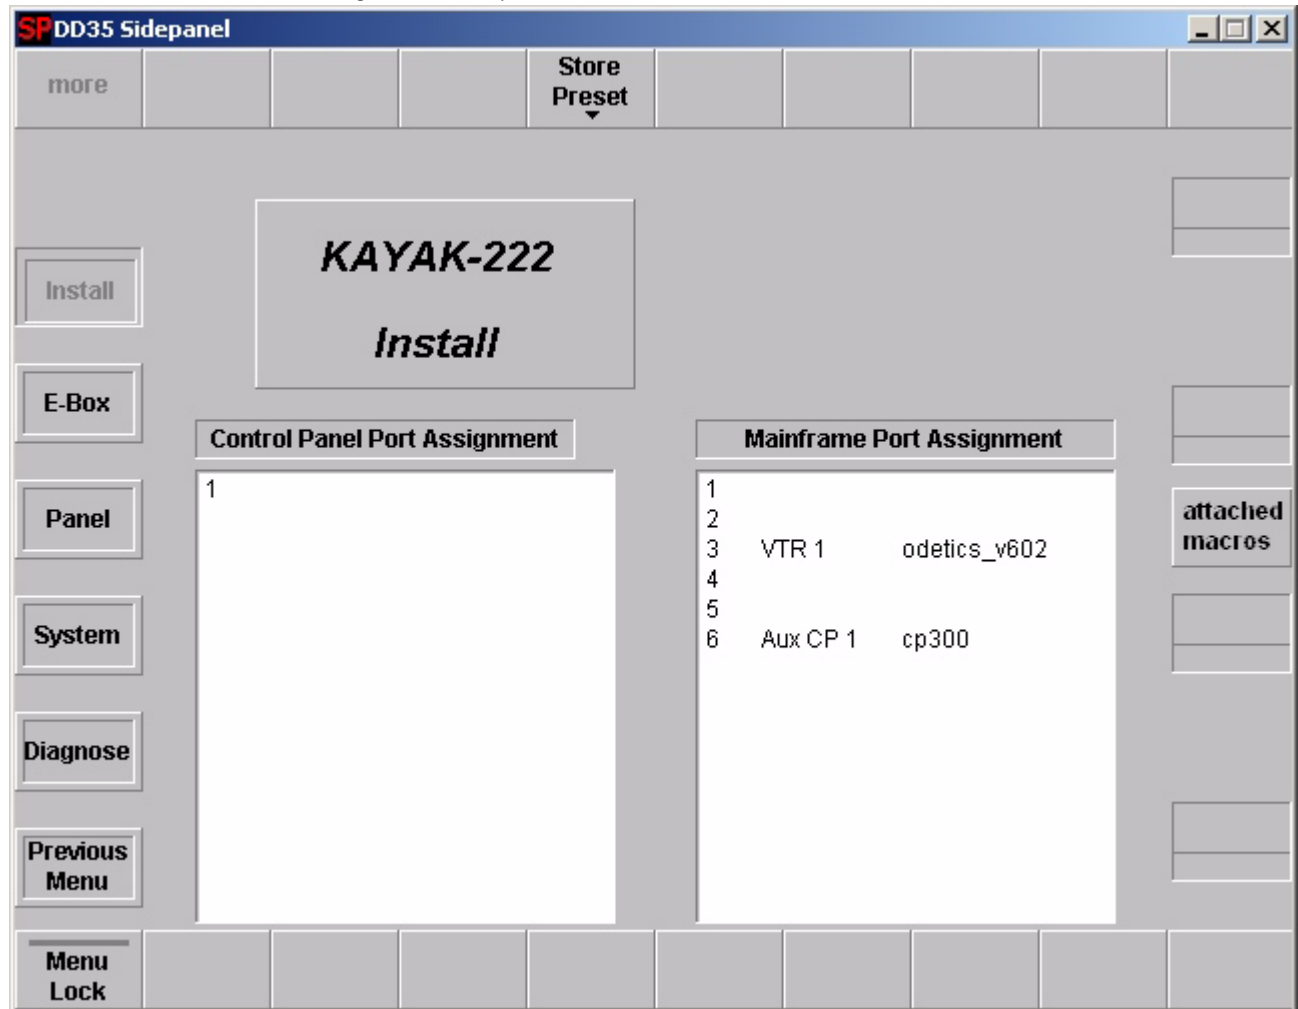 SP DD35 Sidepanel
more
Store
Preset
KAYAK-222
Install
Install
E-Box
Control Panel Port Assignment
Mainframe Port Assignment
1
1
2
3 VTR 1 odetics_v602
4
5
6 Aux CP 1 cp300
Panel
attached
macros
System
Diagnose
Previous
Menu
Menu
Lock